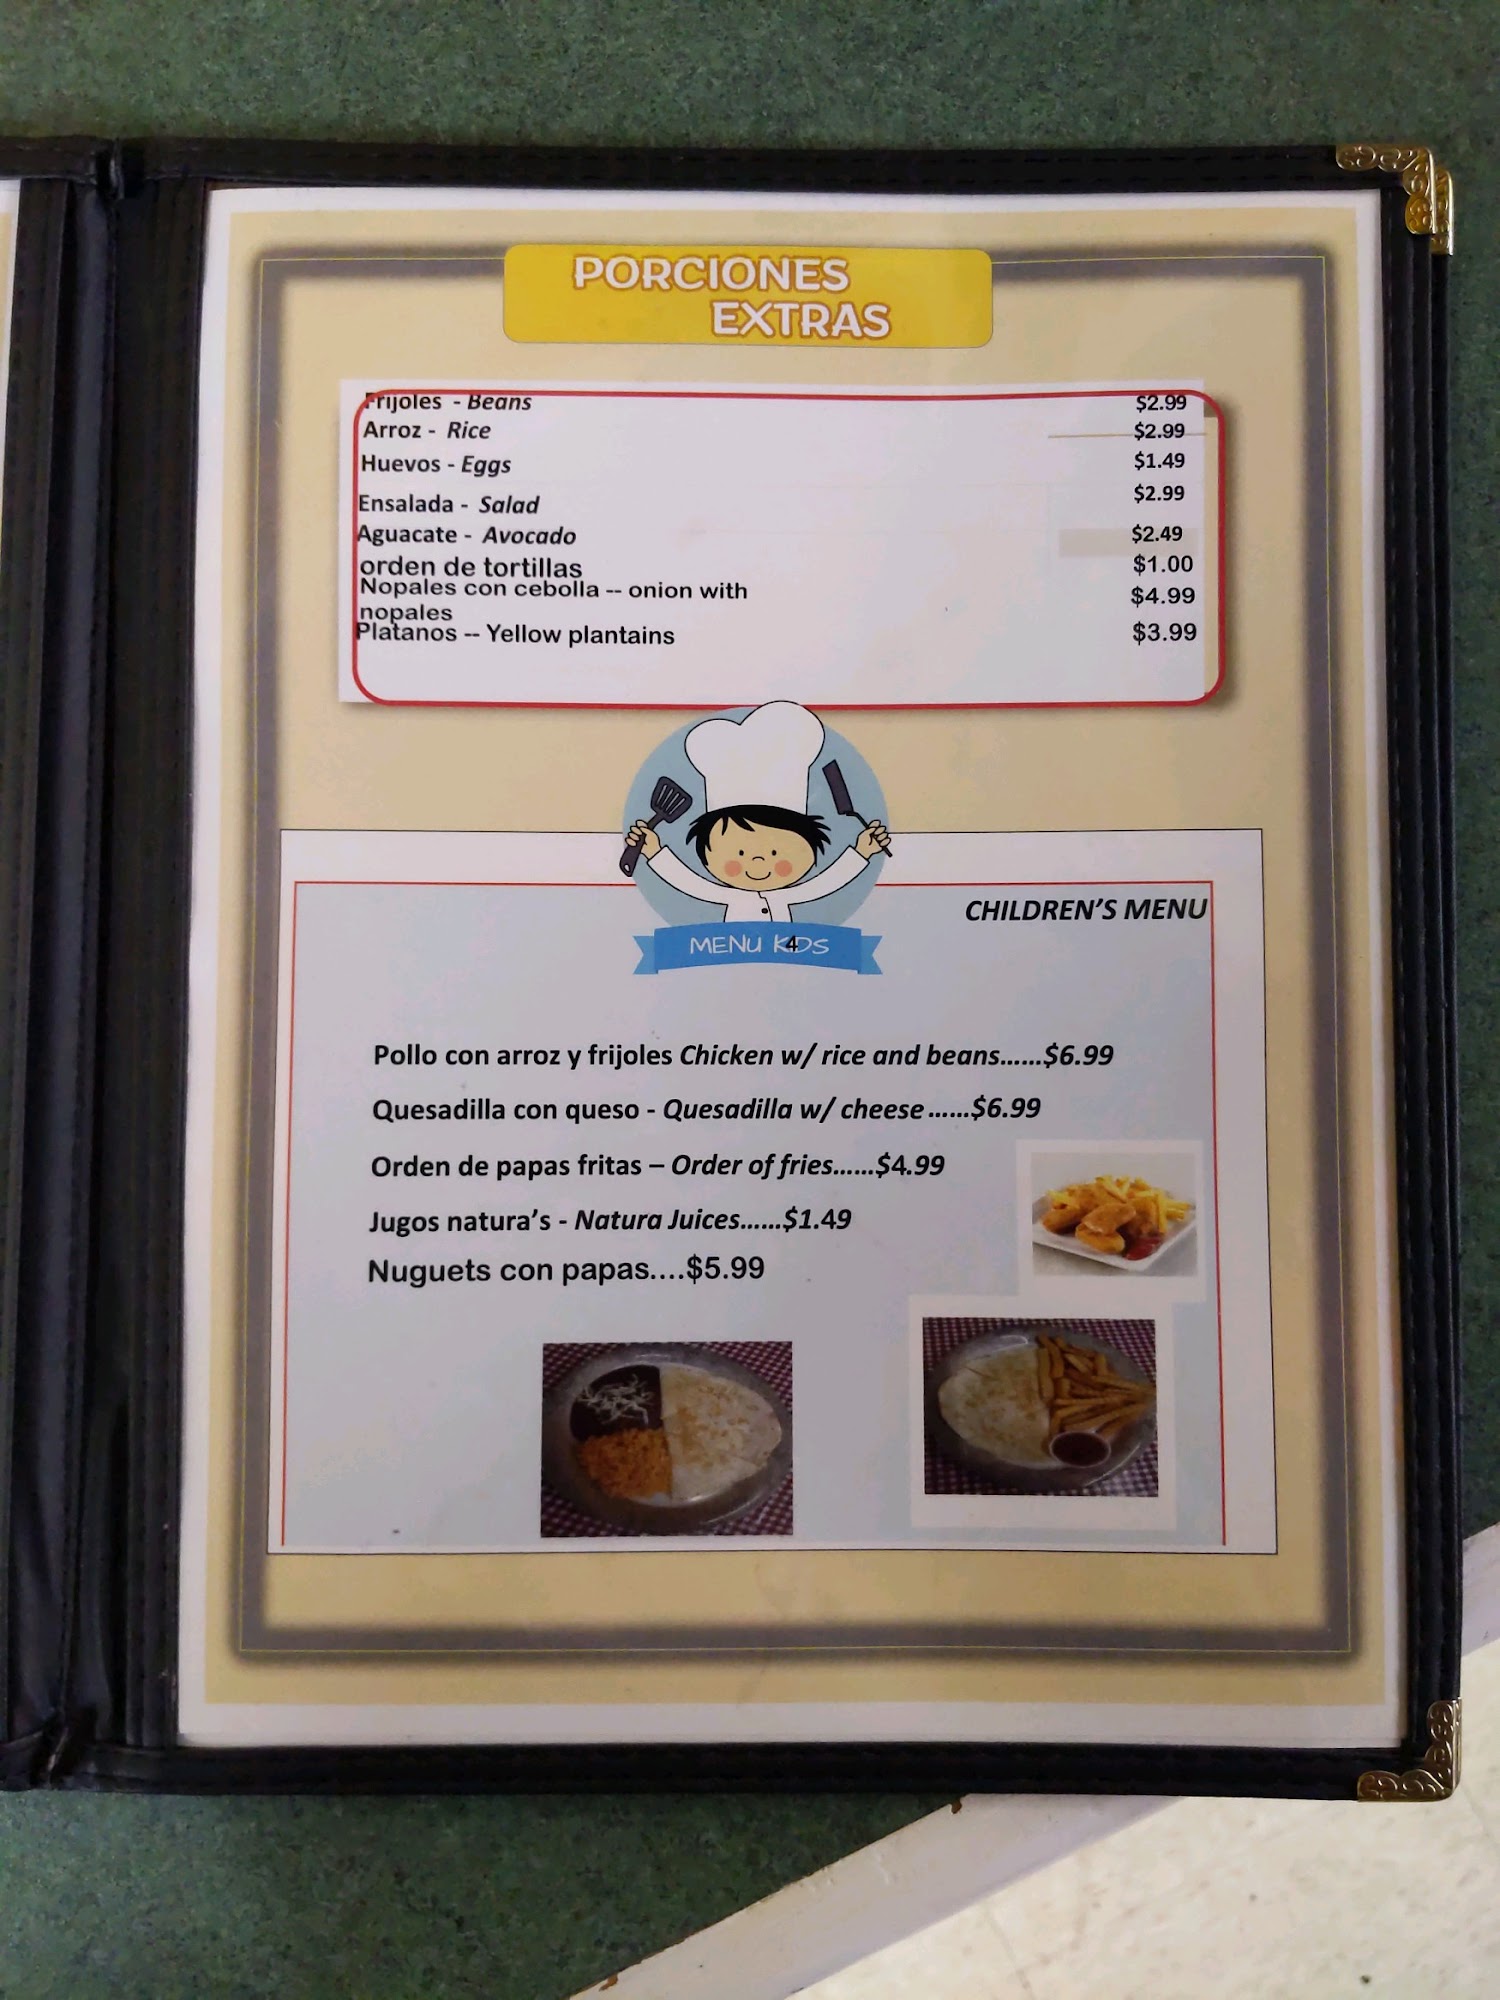 PORCIONES
EXTRAS
Frijoles - Beans $2.99
Arroz - Rice $2.99
Huevos - Eggs $1.49
Ensalada - Salad $2.99
Aguacate - Avocado $2.49
orden de tortillas $1.00
Nopales con cebolla -- onion with $4.99
nopales
Platanos -- Yellow plantains $3.99
CHILDREN'S MENU
MENU KIDS
4
Pollo con arroz y frijoles Chicken w/ rice and beans......$6.99
Quesadilla con queso - Quesadilla w/ cheese ......$6.99
Orden de papas fritas – Order of fries......$4.99
Jugos natura's - Natura Juices......$1.49
Nuguets con papas....$5.99